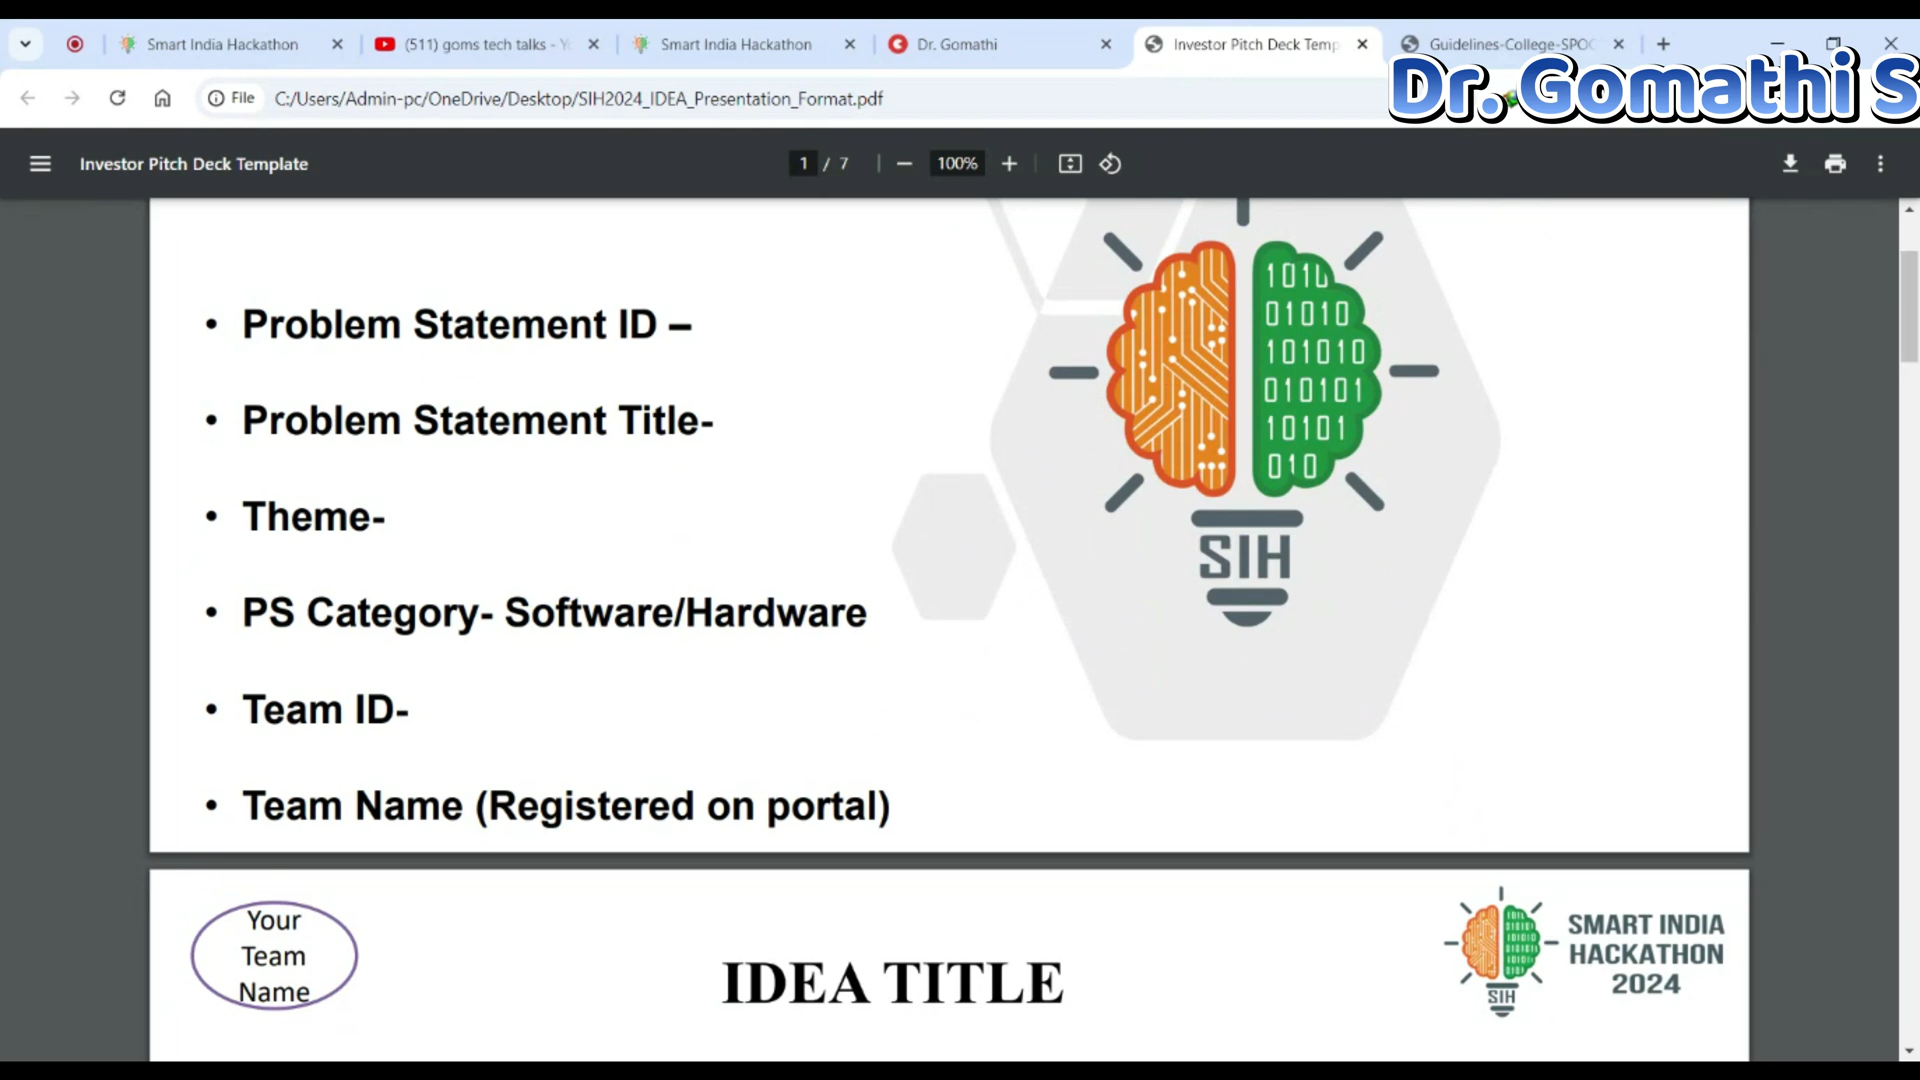 Smart India Hackathon
(511) goms tech talks - Y
Smart India Hackathon
Dr. Gomathi
Investor Pitch Deck Temp
Guidelines-College-SPOC
Dr. Gomathi S
File
C:/Users/Admin-pc/OneDrive/Desktop/SIH2024_IDEA_Presentation_Format.pdf
Investor Pitch Deck Template
1 / 7
100%
• Problem Statement ID –
• Problem Statement Title-
• Theme-
• PS Category- Software/Hardware
• Team ID-
• Team Name (Registered on portal)
01010
101010
010101
10101
010
SIH
Your
Team
Name
IDEA TITLE
SIH
SMART INDIA
HACKATHON
2024